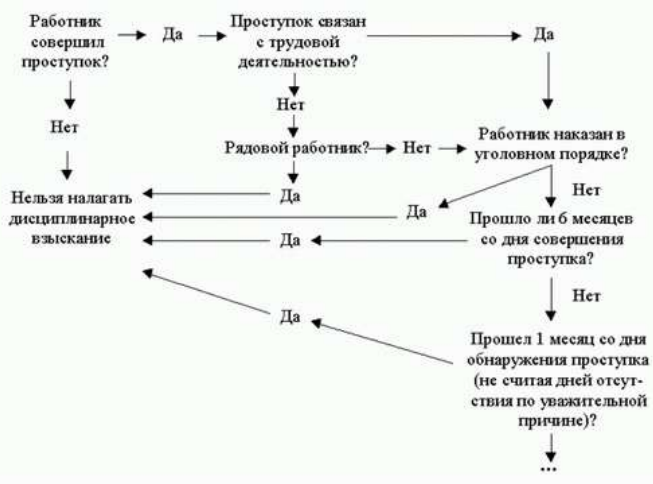 Работник
совершил
проступок?
Да
Проступок связан
с трудовой
деятельностью?
Да
Нет
Нет
Рядовой работник?
Нет
Работник наказан в
уголовном порядке?
Да
Нельзя налагать
дисциплинарное
взыскание
Да
Нет
Прошло ли 6 месяцев
со дня совершения
проступка?
Да
Нет
Да
Прошел 1 месяц со дня
обнаружения проступка
(не считая дней отсут-
ствия по уважительной
причине)?
...